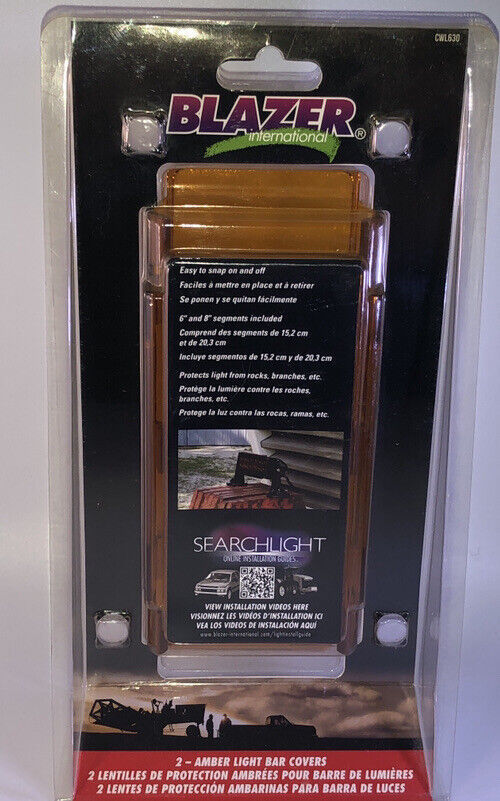 CWL630
BLAZER
international®
Easy to snap on and off
Faciles à mettre en place et à retirer
Se ponen y se quitan fácilmente
6" and 8" segments included
Comprend des segments de 15,2 cm
et de 20,3 cm
Incluye segmentos de 15,2 cm y de 20,3 cm
Protects light from rocks, branches, etc.
Protège la lumière contre les roches,
branches, etc.
Protege la luz contra las rocas, ramas, etc.
SEARCHLIGHT
ONLINE INSTALLATION GUIDES
VIEW INSTALLATION VIDEOS HERE
VISIONNEZ LES VIDÉOS D'INSTALLATION ICI
VEA LOS VIDEOS DE INSTALACIÓN AQUÍ
www.blazer-international.com/lightinstallguide
2 – AMBER LIGHT BAR COVERS
2 LENTILLES DE PROTECTION AMBRÉES POUR BARRE DE LUMIÈRES
2 LENTES DE PROTECCIÓN AMBARINAS PARA BARRA DE LUCES